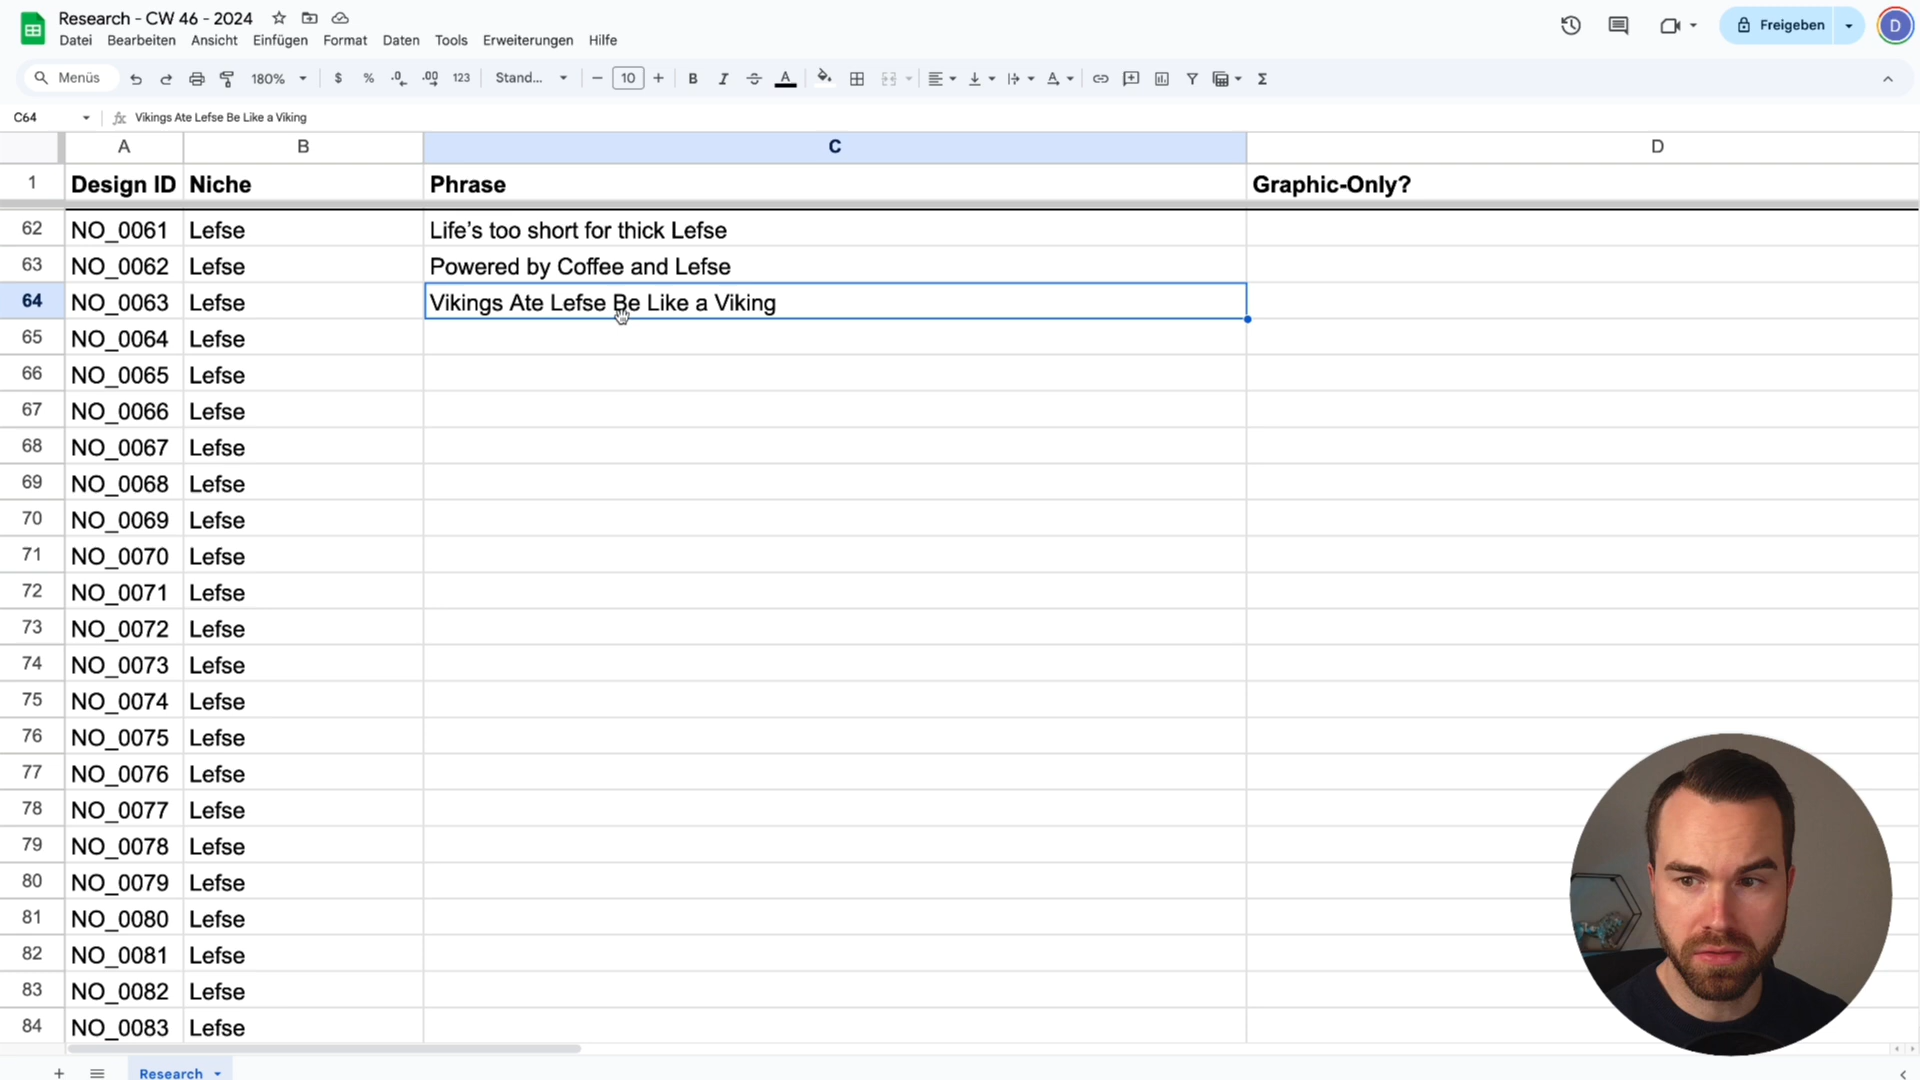 Research - CW 46 - 2024
Datei Bearbeiten Ansicht Einfügen Format Daten Tools Erweiterungen Hilfe
Freigeben
D
Menüs 180% $ % .0 .00 123 Stand... 10 B I A Σ
C64 fx Vikings Ate Lefse Be Like a Viking
A B C D
1 Design ID Niche Phrase Graphic-Only?
62 NO_0061 Lefse Life’s too short for thick Lefse
63 NO_0062 Lefse Powered by Coffee and Lefse
64 NO_0063 Lefse Vikings Ate Lefse Be Like a Viking
65 NO_0064 Lefse
66 NO_0065 Lefse
67 NO_0066 Lefse
68 NO_0067 Lefse
69 NO_0068 Lefse
70 NO_0069 Lefse
71 NO_0070 Lefse
72 NO_0071 Lefse
73 NO_0072 Lefse
74 NO_0073 Lefse
75 NO_0074 Lefse
76 NO_0075 Lefse
77 NO_0076 Lefse
78 NO_0077 Lefse
79 NO_0078 Lefse
80 NO_0079 Lefse
81 NO_0080 Lefse
82 NO_0081 Lefse
83 NO_0082 Lefse
84 NO_0083 Lefse
Research